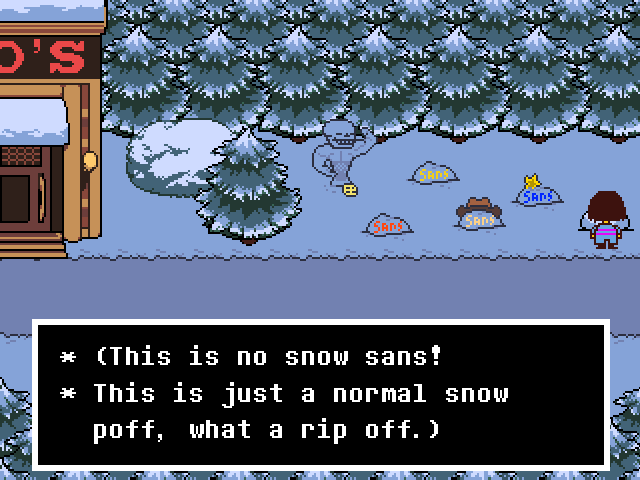 O'S
Sans
Sans
Sans
Sans
* (This is no snow sans!
* This is just a normal snow
poff, what a rip off.)